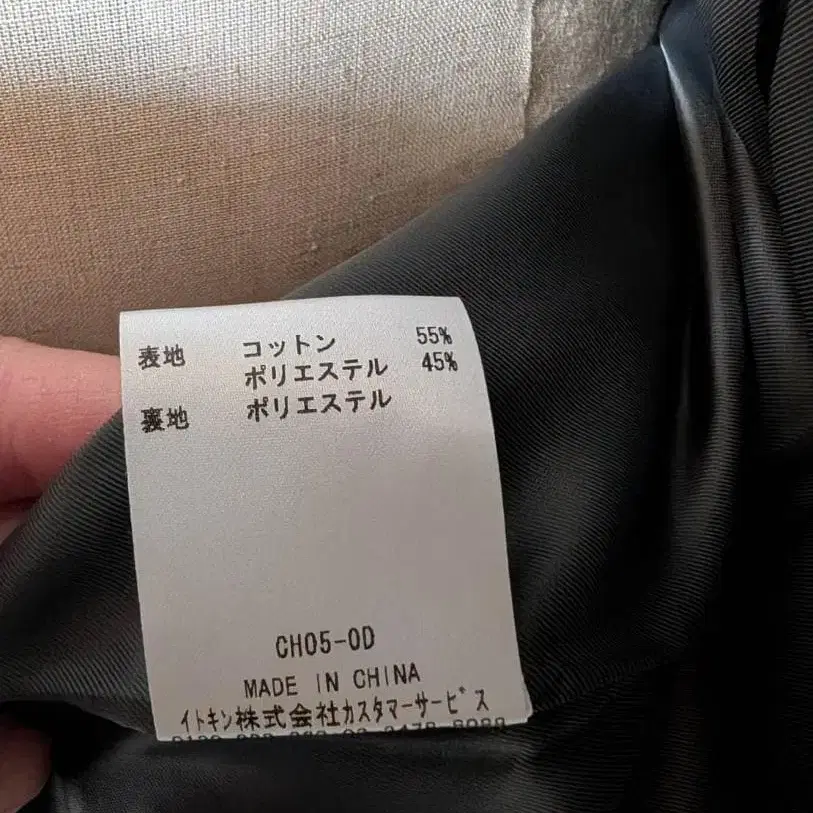 表地 コットン 55%
ポリエステル 45%
裏地 ポリエステル
CH05-0D
MADE IN CHINA
イトキン株式会社カスタマーサービス